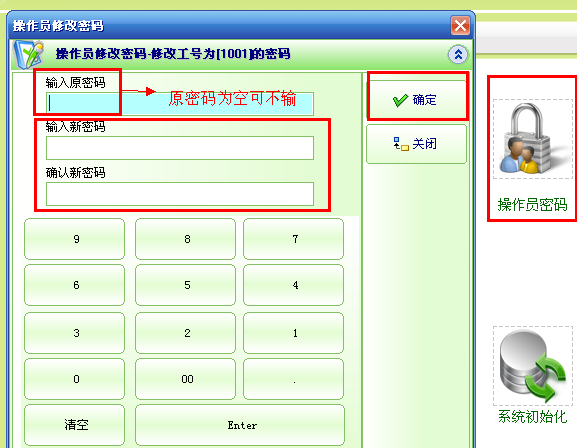 操作员修改密码
操作员修改密码-修改工号为[1001]的密码
输入原密码
原密码为空可不输
输入新密码
确认新密码
确定
关闭
操作员密码
9 8 7
6 5 4
3 2 1
0 00 .
清空 Enter
系统初始化